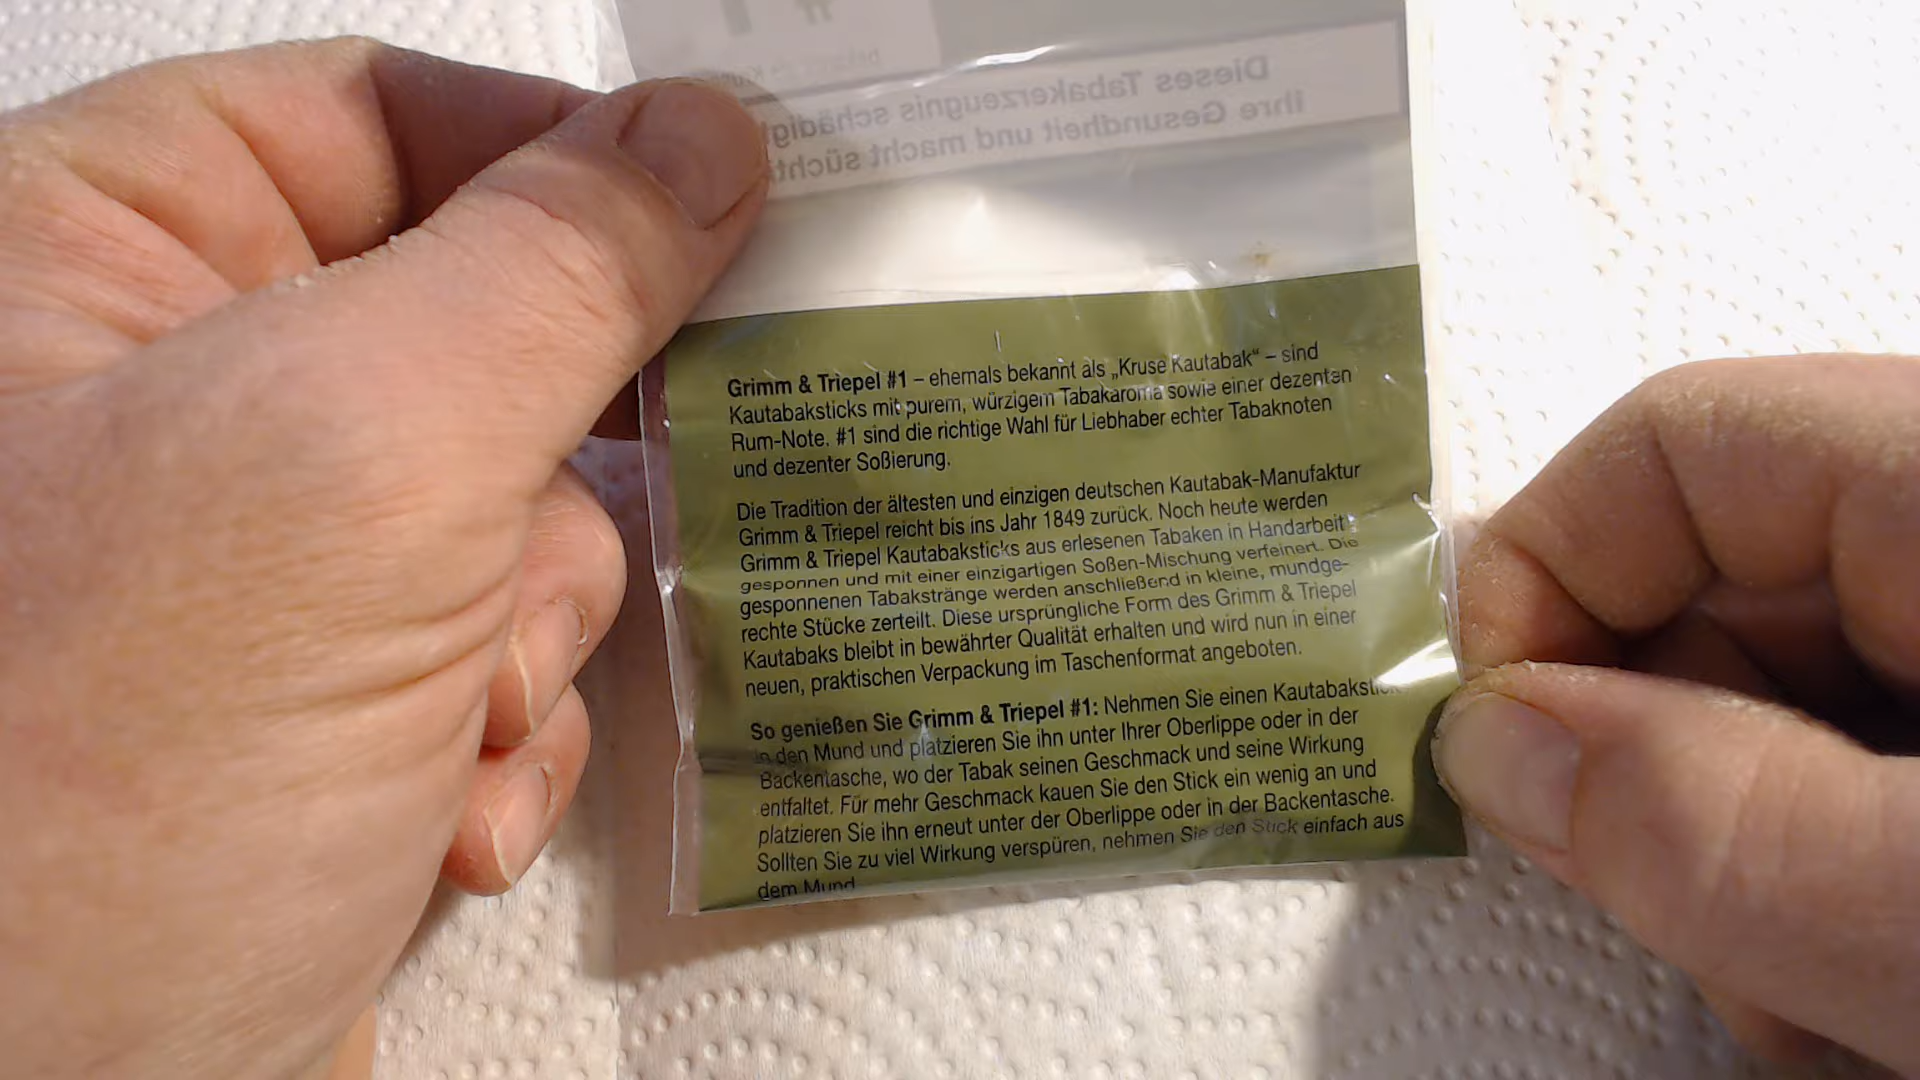 Dieses Tabakerzeugnis schädigt
Ihre Gesundheit und macht
Grimm & Triepel #1 – ehemals bekannt als „Kruse Kautabak“ – sind
Kautabaksticks mit purem, würzigem Tabakaroma sowie einer dezenten
Rum-Note. #1 sind die richtige Wahl für Liebhaber echter Tabaknoten
und dezenter Soßierung.
Die Tradition der ältesten und einzigen deutschen Kautabak-Manufaktur
Grimm & Triepel reicht bis ins Jahr 1849 zurück. Noch heute werden
Grimm & Triepel Kautabaksticks aus erlesenen Tabaken in Handarbeit
gesponnen und mit einer einzigartigen Soßen-Mischung verfeinert. Die
gesponnenen Tabakstränge werden anschließend in kleine, mundge-
rechte Stücke zerteilt. Diese ursprüngliche Form des Grimm & Triepel
Kautabaks bleibt in bewährter Qualität erhalten und wird nun in einer
neuen, praktischen Verpackung im Taschenformat angeboten.
So genießen Sie Grimm & Triepel #1: Nehmen Sie einen Kautabakstick
in den Mund und platzieren Sie ihn unter Ihrer Oberlippe oder in der
Backentasche, wo der Tabak seinen Geschmack und seine Wirkung
entfaltet. Für mehr Geschmack kauen Sie den Stick ein wenig an und
platzieren Sie ihn erneut unter der Oberlippe oder in der Backentasche.
Sollten Sie zu viel Wirkung verspüren, nehmen Sie den Stick einfach aus
dem Mund